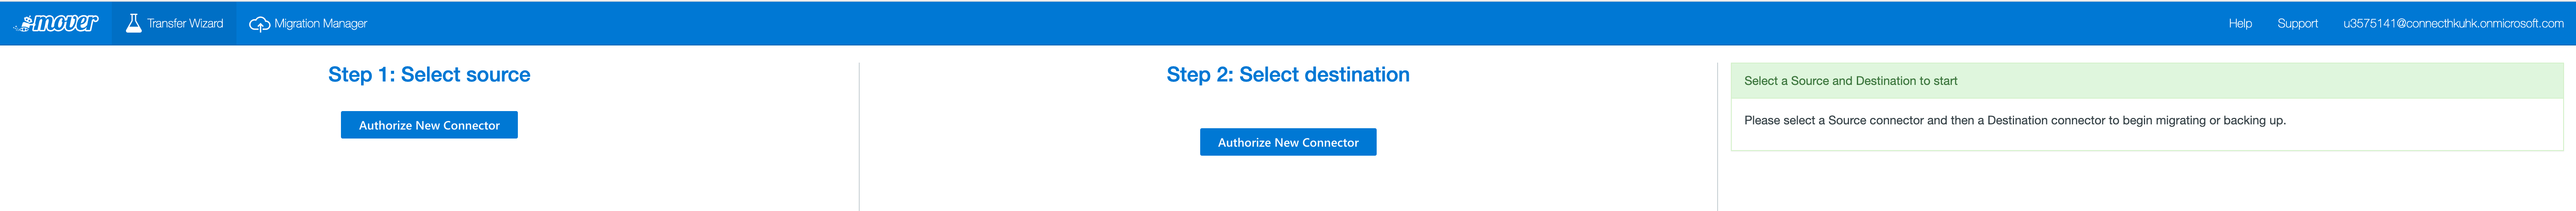 mover
Transfer Wizard
Migration Manager
Help
Support
u3575141@connecthkuhk.onmicrosoft.com
Step 1: Select source
Authorize New Connector
Step 2: Select destination
Authorize New Connector
Select a Source and Destination to start
Please select a Source connector and then a Destination connector to begin migrating or backing up.